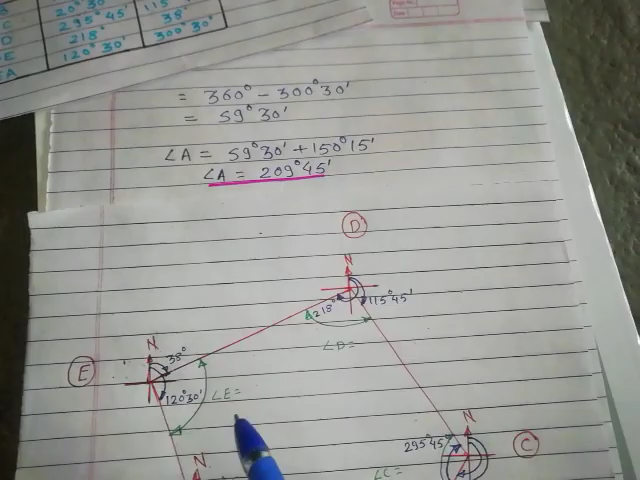 20° 30' 115°
C 295° 45' 38°
D 218° 300° 30'
E 120° 30'
EA
= 360° - 300° 30'
= 59° 30'
∠A = 59° 30' + 150° 15'
∠A = 209° 45'
D
N
218° 115° 45'
∠D =
N
E 38°
120° 30' ∠E =
N
295° 45' C
N ∠C =